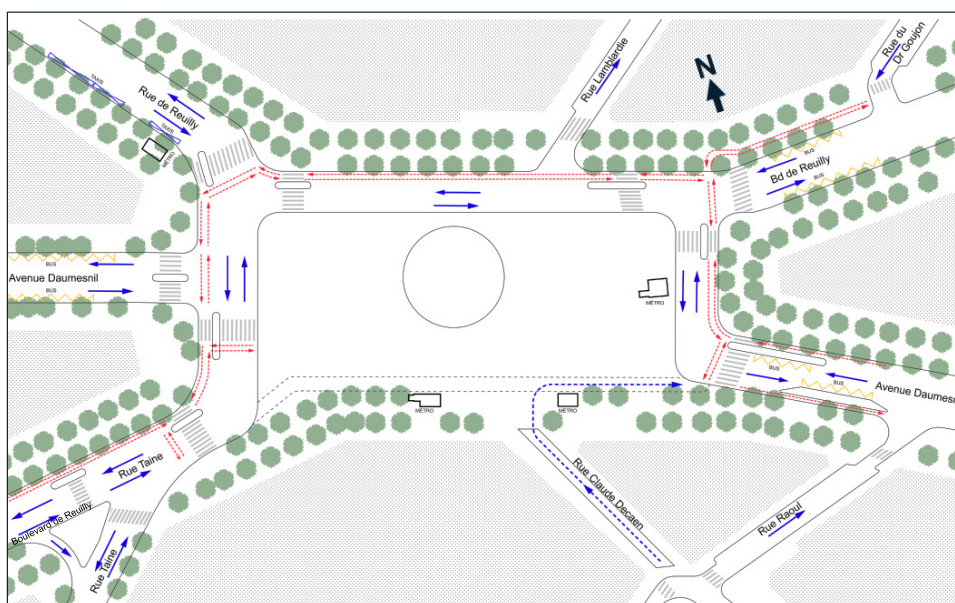 TAXIS
TAXIS
Rue de Reuilly
MÉTRO
Rue Lamblardie
N
Rue du
Dr Goujon
BUS
Bd de Reuilly
BUS
BUS
Avenue Daumesnil
BUS
MÉTRO
BUS
BUS
Avenue Daumesn
MÉTRO
MÉTRO
Rue Claude Decaen
Rue Raoul
Rue Taine
Boulevard de Reuilly
Rue Taine